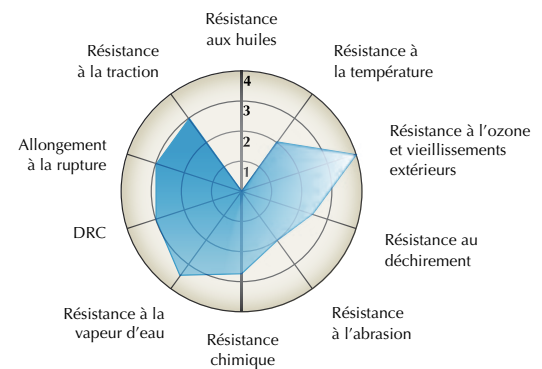 Résistance
aux huiles
Résistance à
la température
Résistance à l'ozone
et vieillissements
extérieurs
Résistance au
déchirement
Résistance
à l'abrasion
Résistance
chimique
Résistance à la
vapeur d'eau
DRC
Allongement
à la rupture
Résistance
à la traction
4
3
2
1